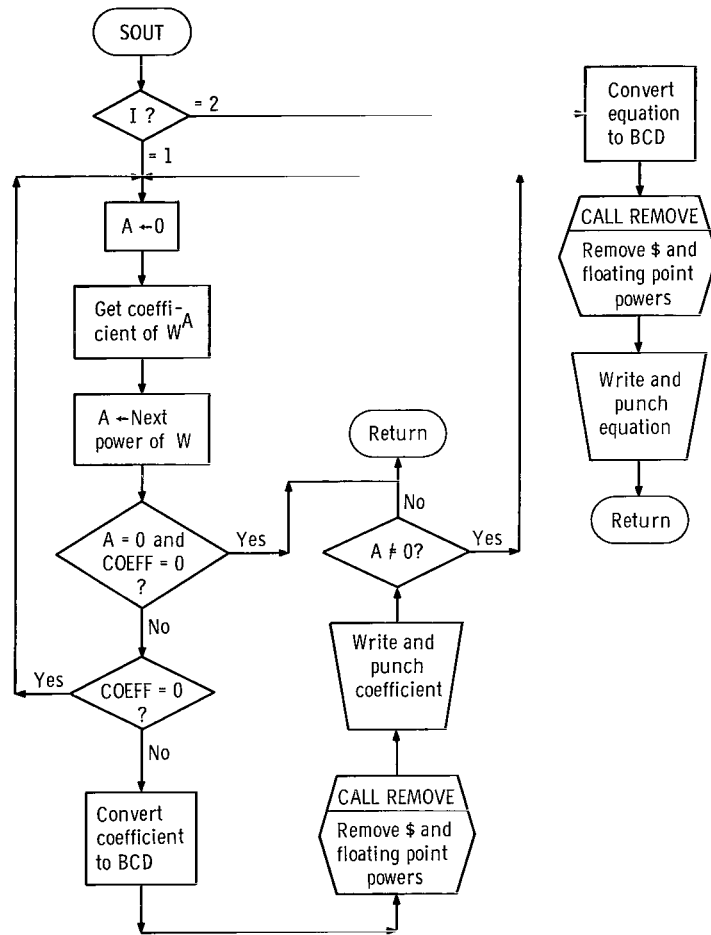 SOUT
I ?
= 2
= 1
A ←0
Get coeffi-
cient of W^A
A ←Next
power of W
A = 0 and
COEFF = 0
?
Yes
No
COEFF = 0
?
Yes
No
Convert
coefficient
to BCD
CALL REMOVE
Remove $ and
floating point
powers
Write and
punch
coefficient
A ≠ 0?
Yes
No
Return
Convert
equation
to BCD
CALL REMOVE
Remove $ and
floating point
powers
Write and
punch
equation
Return